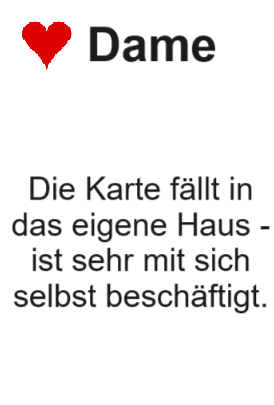 Dame
Die Karte fällt in
das eigene Haus -
ist sehr mit sich
selbst beschäftigt.